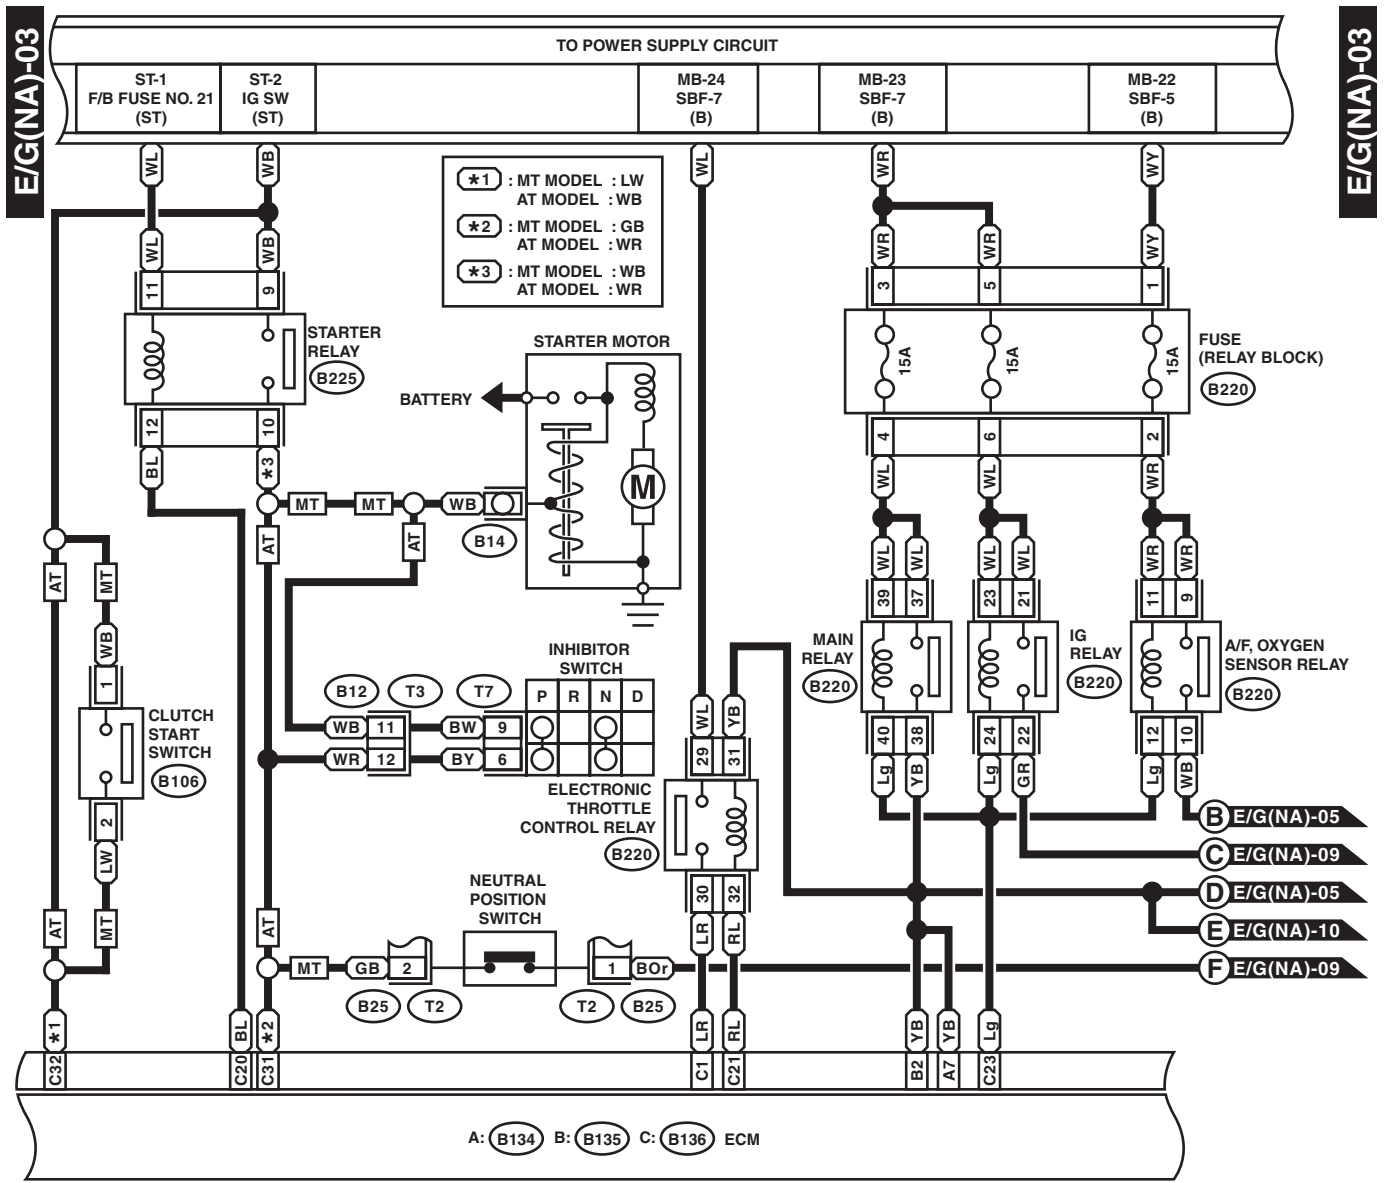 E/G(NA)-03
E/G(NA)-03
TO POWER SUPPLY CIRCUIT
ST-1
F/B FUSE NO. 21
(ST)
ST-2
IG SW
(ST)
MB-24
SBF-7
(B)
MB-23
SBF-7
(B)
MB-22
SBF-5
(B)
WL
WB
WL
WR
WY
*1 : MT MODEL : LW
AT MODEL : WB
*2 : MT MODEL : GB
AT MODEL : WR
*3 : MT MODEL : WB
AT MODEL : WR
WL
WB
WR
WR
WY
11
9
3
5
1
STARTER
RELAY
B225
STARTER MOTOR
BATTERY
M
15A
15A
15A
FUSE
(RELAY BLOCK)
B220
12
10
4
6
2
BL
*3
WL
WL
WR
MT
MT
WB
B14
AT
AT
WL
WL
WL
WL
WR
WR
39
37
23
21
11
9
AT
MT
WB
1
CLUTCH
START
SWITCH
B106
2
LW
AT
MT
MAIN
RELAY
B220
IG
RELAY
B220
A/F, OXYGEN
SENSOR RELAY
B220
INHIBITOR
SWITCH
P R N D
B12
T3
T7
WB 11 BW 9
WR 12 BY 6
WL
YB
29
31
ELECTRONIC
THROTTLE
CONTROL RELAY
B220
30
32
LR
RL
40
38
24
22
12
10
Lg
YB
Lg
GR
Lg
WB
B E/G(NA)-05
C E/G(NA)-09
D E/G(NA)-05
E E/G(NA)-10
F E/G(NA)-09
NEUTRAL
POSITION
SWITCH
AT
MT GB 2 1 BOr
B25
T2
T2
B25
*1
BL
*2
LR
RL
YB
YB
Lg
C32
C20
C31
C1
C21
B2
A7
C23
A: B134 B: B135 C: B136 ECM